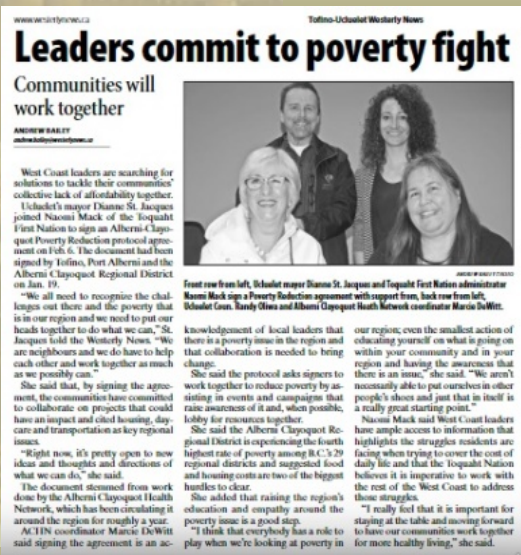 www.westerlynews.ca
Tofino-Ucluelet Westerly News
Leaders commit to poverty fight
Communities will
work together
ANDREW BAILEY
andrew.bailey@westerlynews.ca
West Coast leaders are searching for
solutions to tackle their communities'
collective lack of affordability together.
Ucluelet's mayor Dianne St. Jacques
joined Naomi Mack of the Toquaht
First Nation to sign an Alberni-Clayo-
quot Poverty Reduction protocol agree-
ment on Feb. 6. The document had been
signed by Tofino, Port Alberni and the
Alberni Clayoquot Regional District
on Jan. 19.
"We all need to recognize the chal-
lenges out there and the poverty that
is in our region and we need to put our
heads together to do what we can," St.
Jacques told the Westerly News. "We
are neighbours and we do have to help
each other and work together as much
as we possibly can."
She said that, by signing the agree-
ment, the communities have committed
to collaborate on projects that could
have an impact and cited housing, day-
care and transportation as key regional
issues.
"Right now, it's pretty open to new
ideas and thoughts and directions of
what we can do," she said.
The document stemmed from work
done by the Alberni Clayoquot Health
Network, which has been circulating it
around the region for roughly a year.
ACHN coordinator Marcie DeWitt
said signing the agreement is an ac-
ANDREW BAILEY PHOTO
Front row from left, Ucluelet mayor Dianne St. Jacques and Toquaht First Nation administrator
Naomi Mack sign a Poverty Reduction agreement with support from, back row from left,
Ucluelet Coun. Randy Oliwa and Alberni Clayoquot Heath Network coordinator Marcie DeWitt.
knowledgement of local leaders that
there is a poverty issue in the region and
that collaboration is needed to bring
change.
She said the protocol asks signers to
work together to reduce poverty by as-
sisting in events and campaigns that
raise awareness of it and, when possible,
lobby for resources together.
She said the Alberni Clayoquot Re-
gional District is experiencing the fourth
highest rate of poverty among B.C.'s 29
regional districts and suggested food
and housing costs are two of the biggest
hurdles to clear.
She added that raising the region's
education and empathy around the
poverty issue is a good step.
"I think that everybody has a role to
play when we're looking at poverty in
our region; even the smallest action of
educating yourself on what is going on
within your community and in your
region and having the awareness that
there is an issue," she said. "We aren't
necessarily able to put ourselves in other
people's shoes and just that in itself is
a really great starting point."
Naomi Mack said West Coast leaders
have ample access to information that
highlights the struggles residents are
facing when trying to cover the cost of
daily life and that the Toquaht Nation
believes it is imperative to work with
the rest of the West Coast to address
those struggles.
"I really feel that it is important for
staying at the table and moving forward
to have our communities work together
for more healthy living," she said.